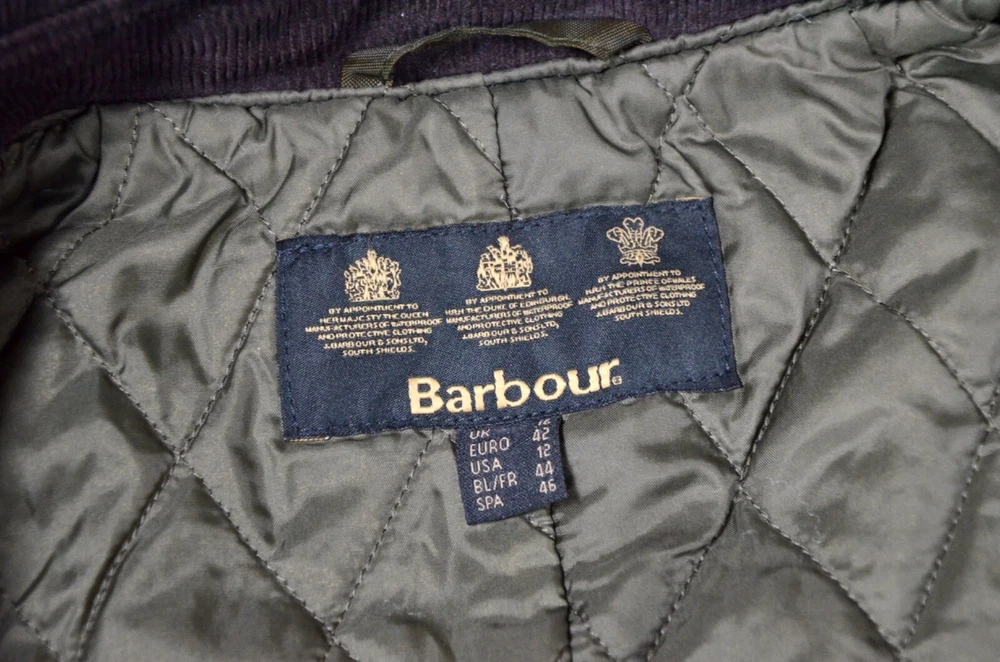 BY APPOINTMENT TO
HER MAJESTY THE QUEEN
MANUFACTURERS OF WATERPROOF
AND PROTECTIVE CLOTHING
J.BARBOUR & SONS LTD,
SOUTH SHIELDS.
BY APPOINTMENT TO
HRH THE DUKE OF EDINBURGH
MANUFACTURERS OF WATERPROOF
AND PROTECTIVE CLOTHING
J.BARBOUR & SONS LTD,
SOUTH SHIELDS.
BY APPOINTMENT TO
HRH THE PRINCE OF WALES
MANUFACTURERS OF WATERPROOF
AND PROTECTIVE CLOTHING
J.BARBOUR & SONS LTD
SOUTH SHIELDS.
Barbour
UK
EURO 42
USA 12
BL/FR 44
SPA 46